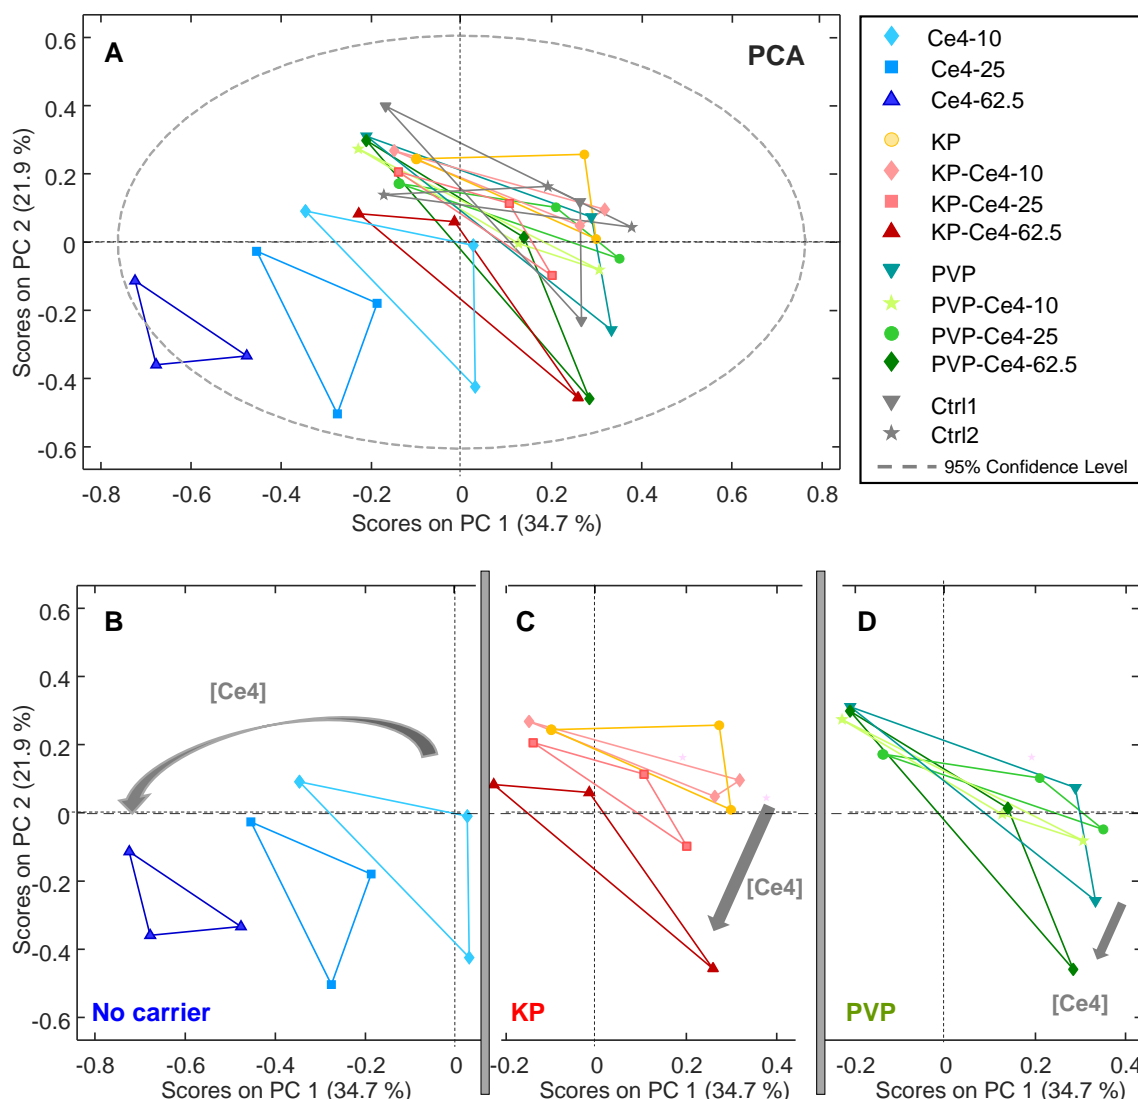 A
PCA
0.6
0.4
0.2
0
-0.2
-0.4
-0.6
Scores on PC 2 (21.9 %)
-0.8
-0.6
-0.4
-0.2
0
0.2
0.4
0.6
0.8
Scores on PC 1 (34.7 %)
Ce4-10
Ce4-25
Ce4-62.5
KP
KP-Ce4-10
KP-Ce4-25
KP-Ce4-62.5
PVP
PVP-Ce4-10
PVP-Ce4-25
PVP-Ce4-62.5
Ctrl1
Ctrl2
95% Confidence Level
B
[Ce4]
No carrier
0.6
0.4
0.2
0
-0.2
-0.4
-0.6
Scores on PC 2 (21.9 %)
-0.8
-0.6
-0.4
-0.2
0
Scores on PC 1 (34.7 %)
C
[Ce4]
KP
-0.2
0
0.2
0.4
Scores on PC 1 (34.7 %)
D
[Ce4]
PVP
-0.2
0
0.2
0.4
Scores on PC 1 (34.7 %)